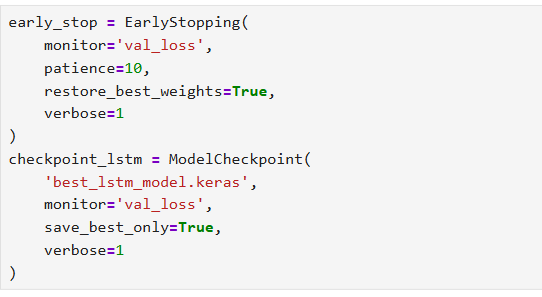 early_stop = EarlyStopping(
    monitor='val_loss',
    patience=10,
    restore_best_weights=True,
    verbose=1
)
checkpoint_lstm = ModelCheckpoint(
    'best_lstm_model.keras',
    monitor='val_loss',
    save_best_only=True,
    verbose=1
)